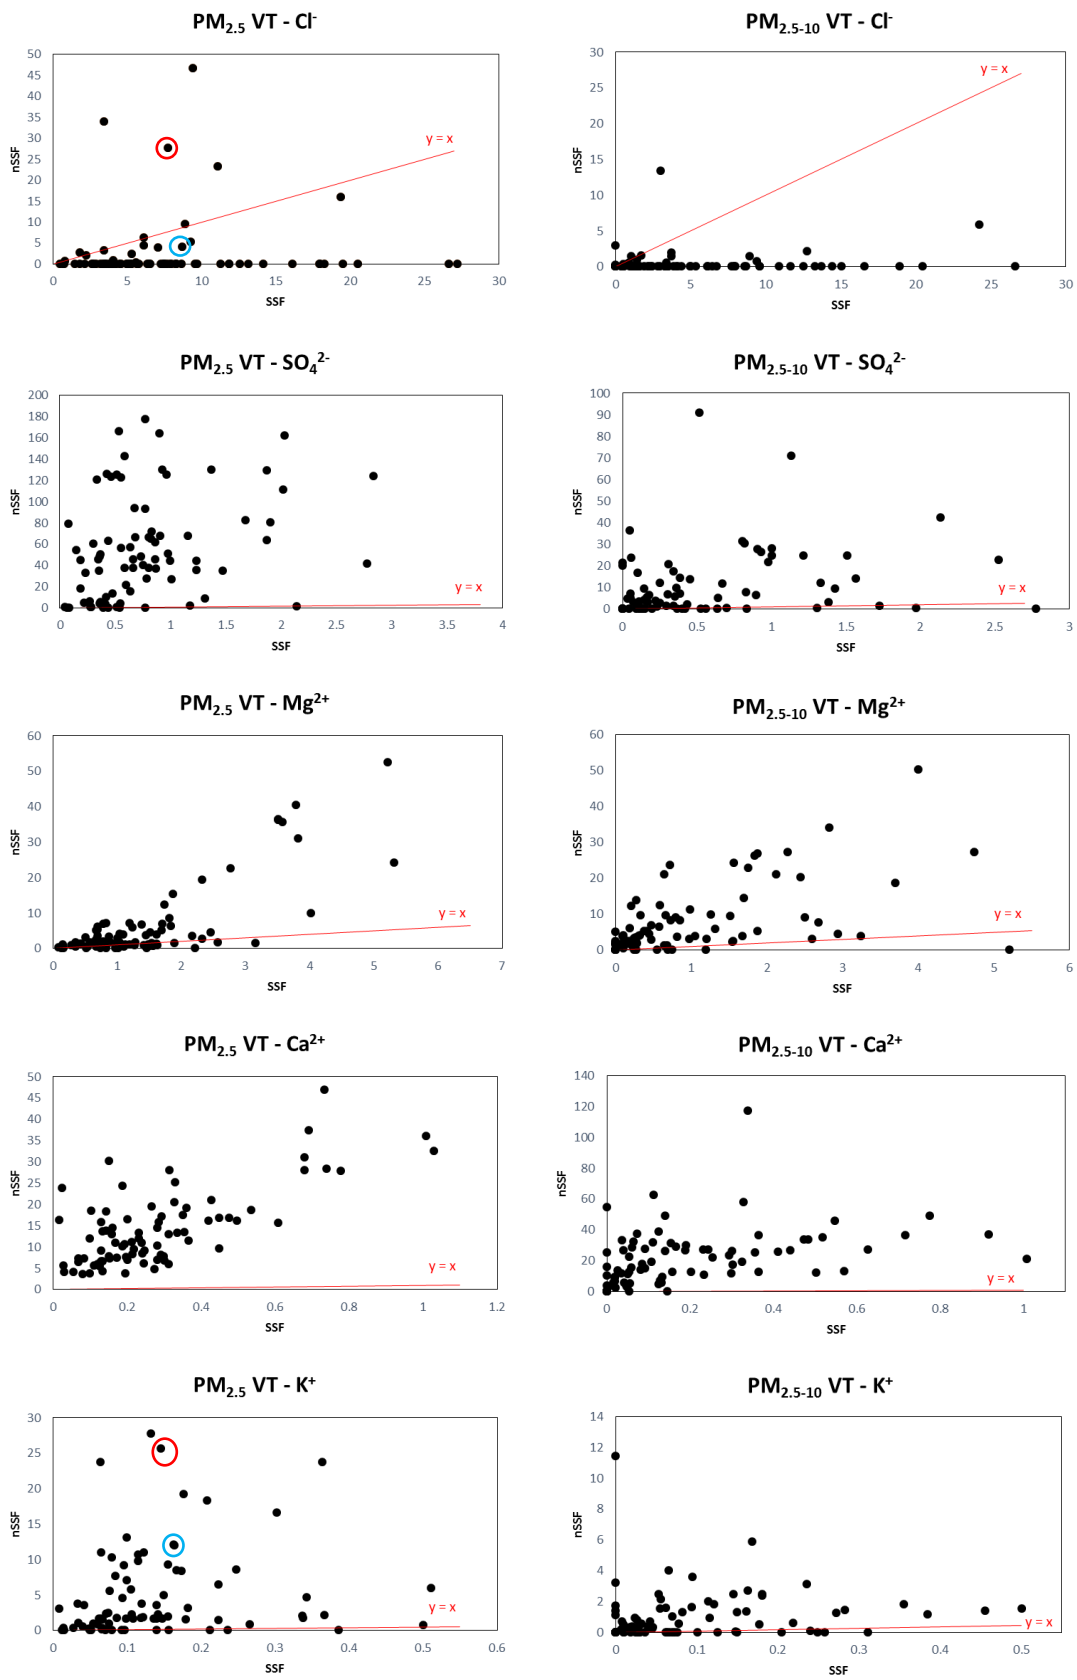 PM2.5 VT - Cl-
50
45
40
35
30
25
20
15
10
5
0
nSSF
y = x
0 5 10 15 20 25 30
SSF
PM2.5-10 VT - Cl-
30
25
20
15
10
5
0
nSSF
y = x
0 5 10 15 20 25 30
SSF
PM2.5 VT - SO4 2-
200
180
160
140
120
100
80
60
40
20
0
nSSF
y = x
0 0.5 1 1.5 2 2.5 3 3.5 4
SSF
PM2.5-10 VT - SO4 2-
100
90
80
70
60
50
40
30
20
10
0
nSSF
y = x
0 0.5 1 1.5 2 2.5 3
SSF
PM2.5 VT - Mg2+
60
50
40
30
20
10
0
nSSF
y = x
0 1 2 3 4 5 6 7
SSF
PM2.5-10 VT - Mg2+
60
50
40
30
20
10
0
nSSF
y = x
0 1 2 3 4 5 6
SSF
PM2.5 VT - Ca2+
50
45
40
35
30
25
20
15
10
5
0
nSSF
y = x
0 0.2 0.4 0.6 0.8 1 1.2
SSF
PM2.5-10 VT - Ca2+
140
120
100
80
60
40
20
0
nSSF
y = x
0 0.2 0.4 0.6 0.8 1
SSF
PM2.5 VT - K+
30
25
20
15
10
5
0
nSSF
y = x
0 0.1 0.2 0.3 0.4 0.5 0.6
SSF
PM2.5-10 VT - K+
14
12
10
8
6
4
2
0
nSSF
y = x
0 0.1 0.2 0.3 0.4 0.5
SSF